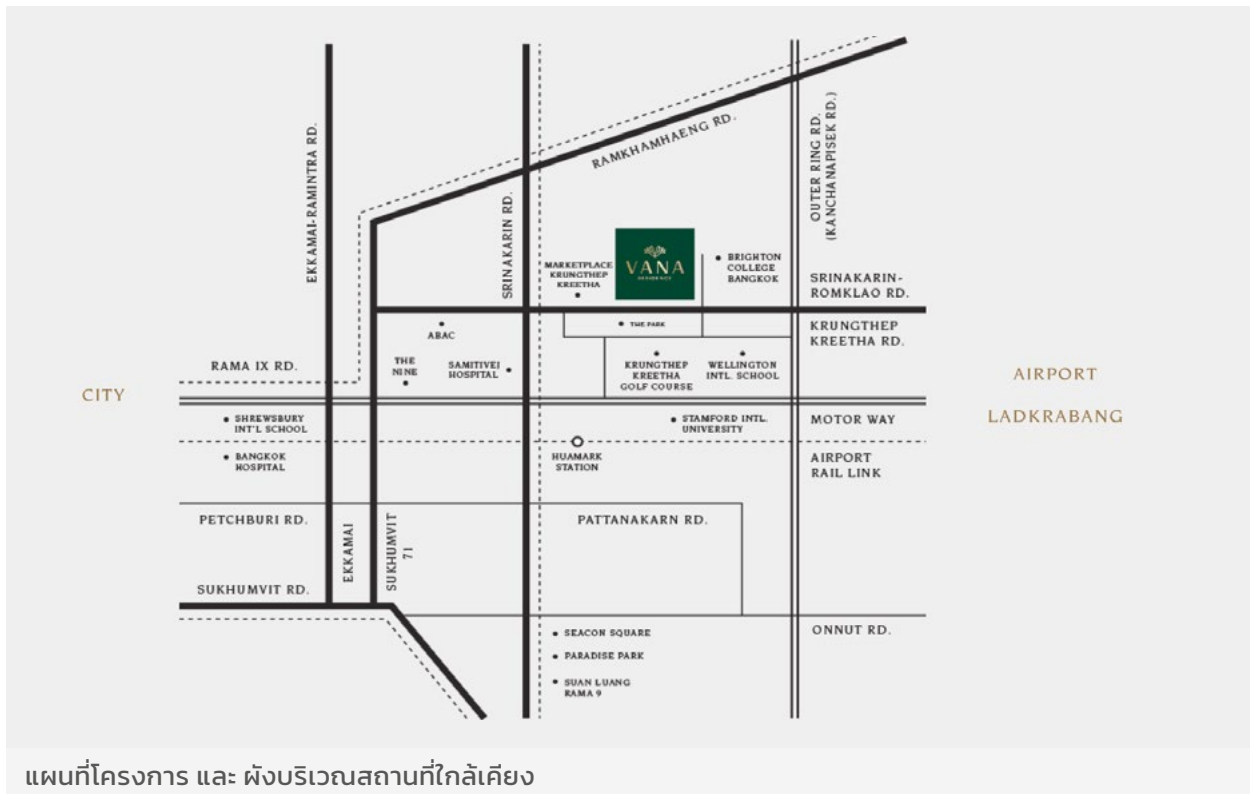 RAMKHAMHAENG RD.
EKKAMAI-RAMINTRA RD.
SRINAKARIN RD.
OUTER RING RD.
(KANCHANAPISEK RD.)
VANA
RESIDENCE
MARKETPLACE
KRUNGTHEP
KREETHA
BRIGHTON
COLLEGE
BANGKOK
SRINAKARIN-
ROMKLAO RD.
ABAC
THE PARK
KRUNGTHEP
KREETHA RD.
RAMA IX RD.
THE
NINE
SAMITIVEJ
HOSPITAL
KRUNGTHEP
KREETHA
GOLF COURSE
WELLINGTON
INTL. SCHOOL
CITY
AIRPORT
LADKRABANG
SHREWSBURY
INT'L SCHOOL
STAMFORD INTL.
UNIVERSITY
MOTOR WAY
BANGKOK
HOSPITAL
HUAMARK
STATION
AIRPORT
RAIL LINK
PETCHBURI RD.
EKKAMAI
SUKHUMVIT
71
PATTANAKARN RD.
SUKHUMVIT RD.
ONNUT RD.
SEACON SQUARE
PARADISE PARK
SUAN LUANG
RAMA 9
แผนที่โครงการ และ ผังบริเวณสถานที่ใกล้เคียง